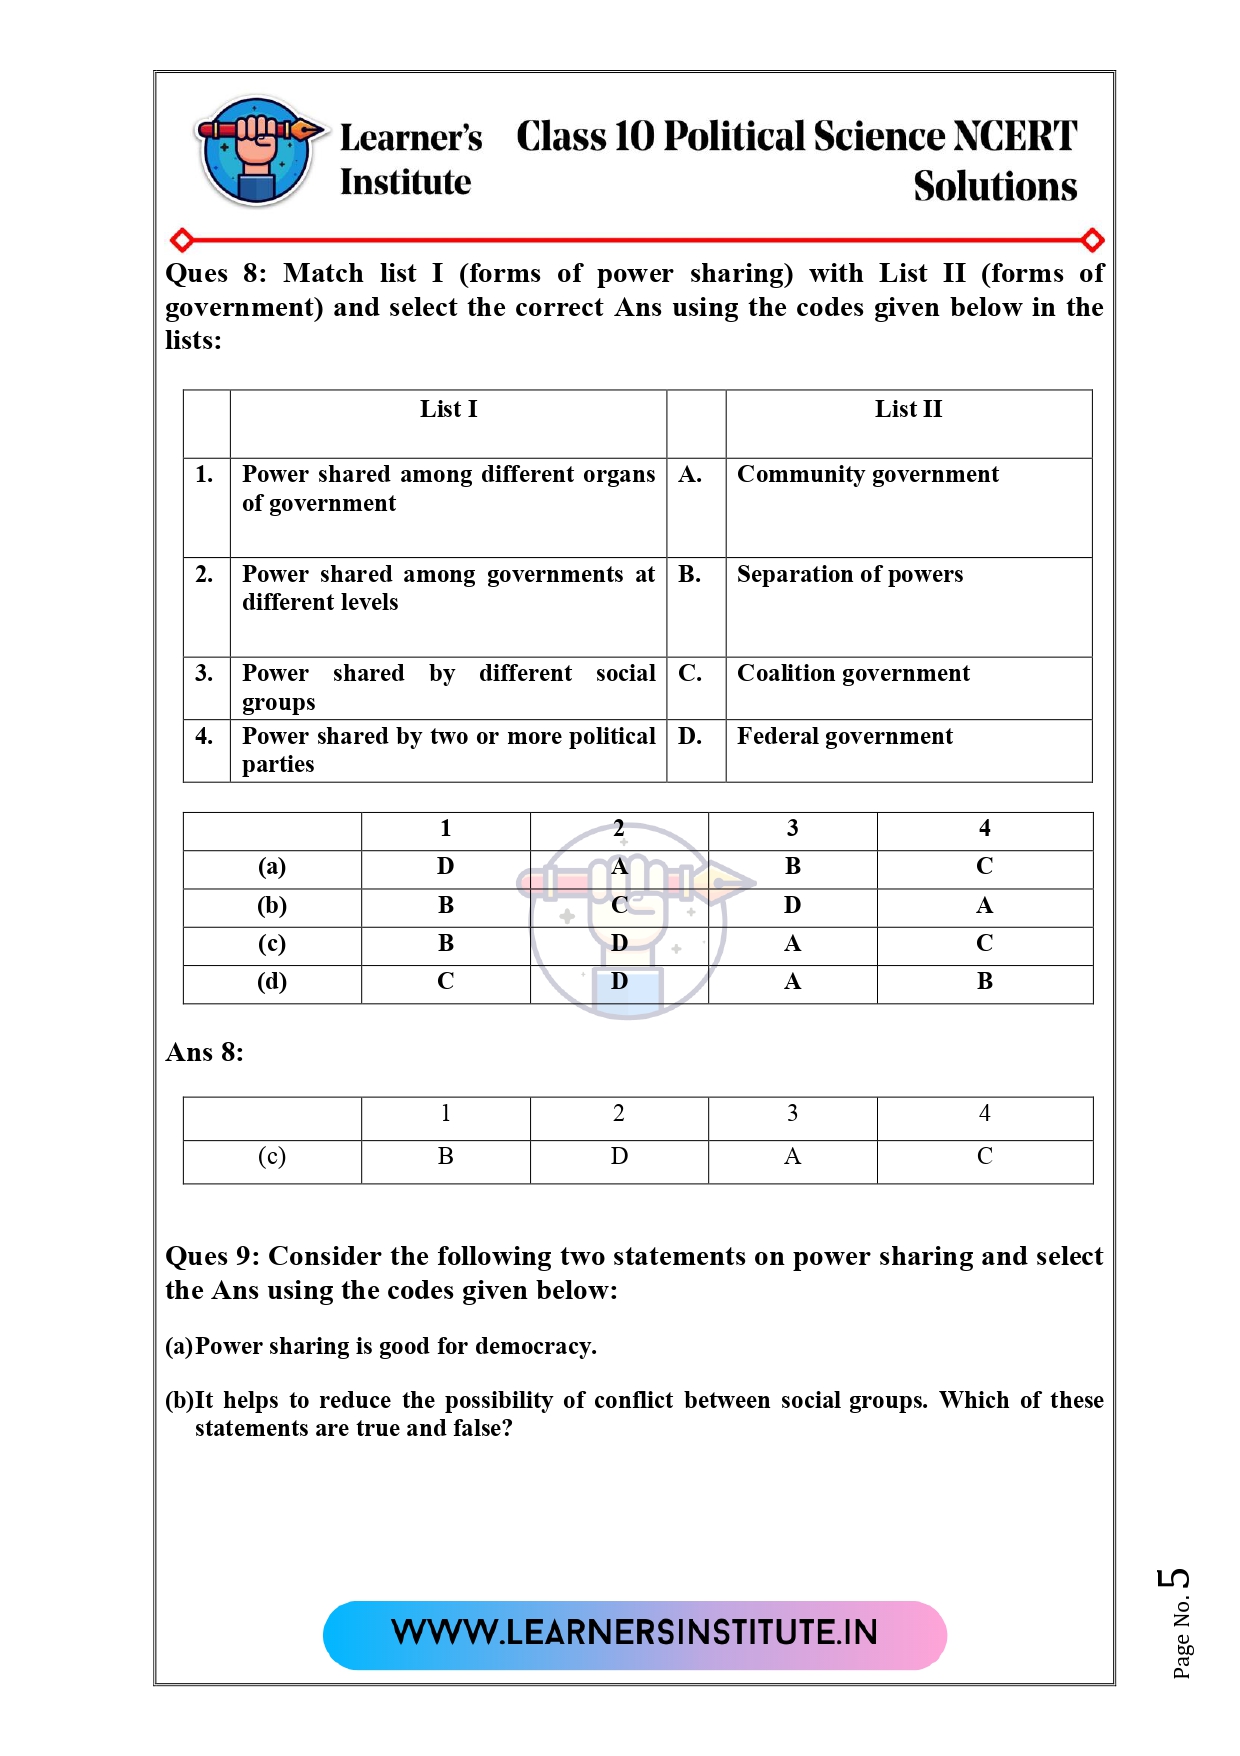 Learner's Class 10 Political Science NCERT
Institute Solutions
Ques 8: Match list I (forms of power sharing) with List II (forms of
government) and select the correct Ans using the codes given below in the
lists:
List I List II
1. Power shared among different organs A. Community government
of government
2. Power shared among governments at B. Separation of powers
different levels
3. Power shared by different social C. Coalition government
groups
4. Power shared by two or more political D. Federal government
parties
1 2 3 4
(a) D A B C
(b) B C D A
(c) B D A C
(d) C D A B
Ans 8:
1 2 3 4
(c) B D A C
Ques 9: Consider the following two statements on power sharing and select
the Ans using the codes given below:
(a)Power sharing is good for democracy.
(b)It helps to reduce the possibility of conflict between social groups. Which of these
statements are true and false?
WWW.LEARNERSINSTITUTE.IN
Page No. 5